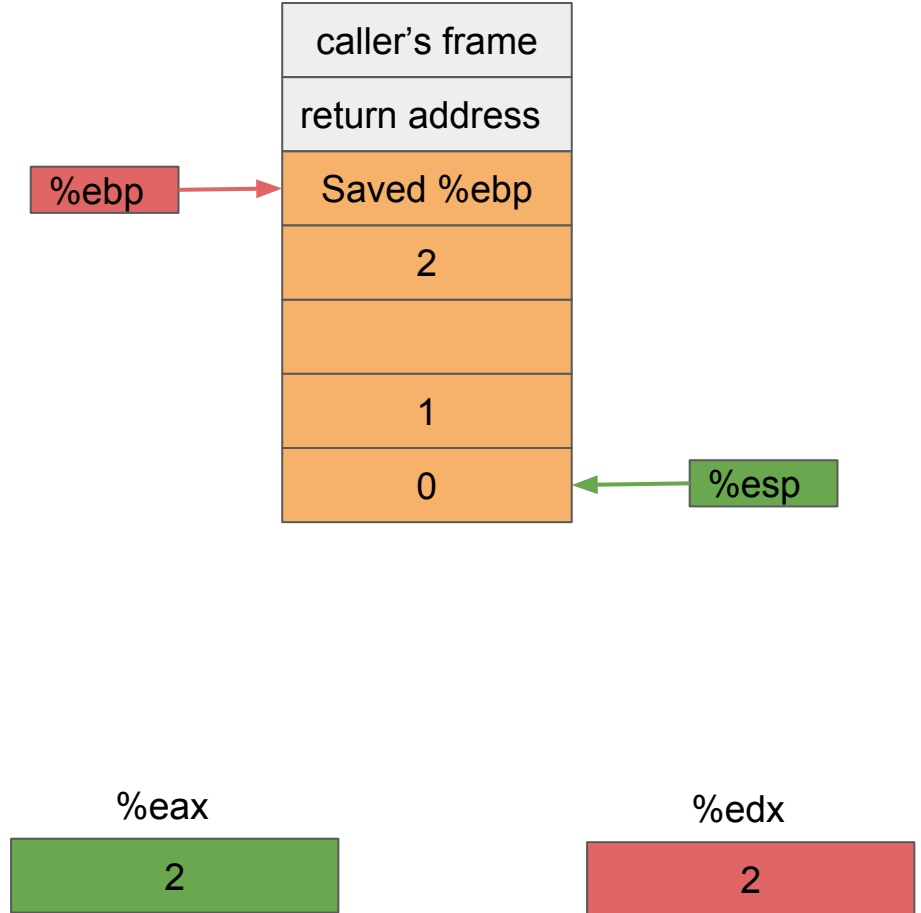 caller’s frame
return address
%ebp
Saved %ebp
2
1
0
%esp
%eax
%edx
2
2